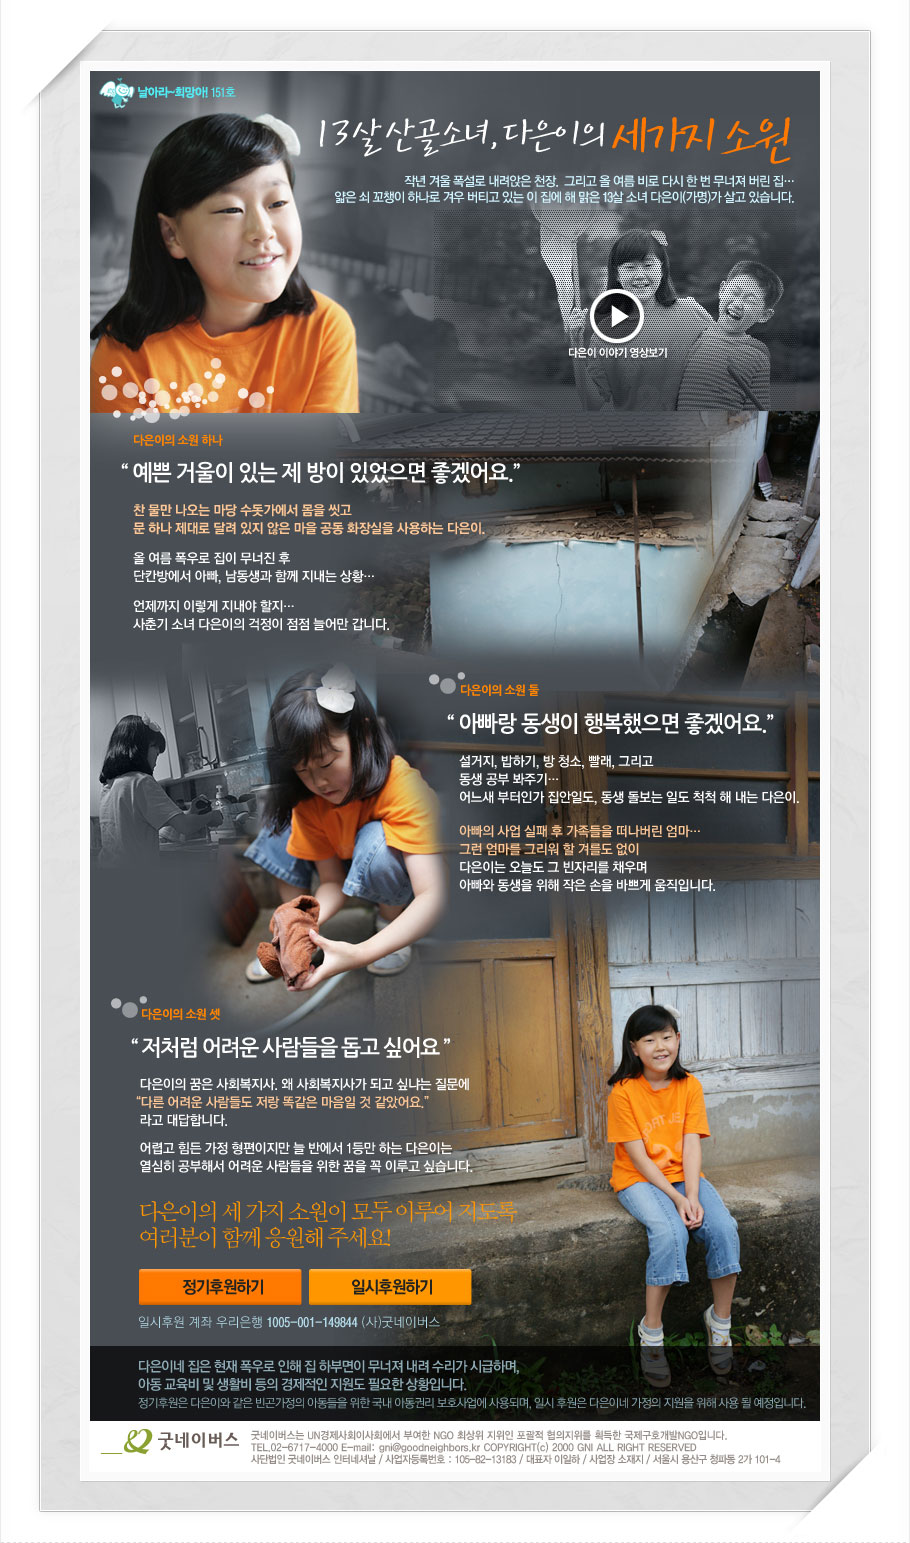 날아라~희망아! 151호
13살 산골소녀, 다은이의 세가지 소원
작년 겨울 폭설로 내려앉은 천장. 그리고 올 여름 비로 다시 한 번 무너져 버린 집…
얇은 쇠 꼬챙이 하나로 겨우 버티고 있는 이 집에 해 맑은 13살 소녀 다은이(가명)가 살고 있습니다.
다은이 이야기 영상보기
다은이의 소원 하나
“ 예쁜 거울이 있는 제 방이 있었으면 좋겠어요.”
찬 물만 나오는 마당 수돗가에서 몸을 씻고
문 하나 제대로 달려 있지 않은 마을 공동 화장실을 사용하는 다은이.
올 여름 폭우로 집이 무너진 후
단칸방에서 아빠, 남동생과 함께 지내는 상황…
언제까지 이렇게 지내야 할지…
사춘기 소녀 다은이의 걱정이 점점 늘어만 갑니다.
다은이의 소원 둘
“ 아빠랑 동생이 행복했으면 좋겠어요.”
설거지, 밥하기, 방 청소, 빨래, 그리고
동생 공부 봐주기…
어느새 부터인가 집안일도, 동생 돌보는 일도 척척 해 내는 다은이.
아빠의 사업 실패 후 가족들을 떠나버린 엄마…
그런 엄마를 그리워 할 겨를도 없이
다은이는 오늘도 그 빈자리를 채우며
아빠와 동생을 위해 작은 손을 바쁘게 움직입니다.
다은이의 소원 셋
“ 저처럼 어려운 사람들을 돕고 싶어요 ”
다은이의 꿈은 사회복지사. 왜 사회복지사가 되고 싶냐는 질문에
“다른 어려운 사람들도 저랑 똑같은 마음일 것 같았어요.”
라고 대답합니다.
어렵고 힘든 가정 형편이지만 늘 반에서 1등만 하는 다은이는
열심히 공부해서 어려운 사람들을 위한 꿈을 꼭 이루고 싶습니다.
다은이의 세 가지 소원이 모두 이루어 지도록
여러분이 함께 응원해 주세요!
정기후원하기 일시후원하기
일시후원 계좌 우리은행 1005-001-149844 (사)굿네이버스
다은이네 집은 현재 폭우로 인해 집 하부면이 무너져 내려 수리가 시급하며,
아동 교육비 및 생활비 등의 경제적인 지원도 필요한 상황입니다.
정기후원은 다은이와 같은 빈곤가정의 아동들을 위한 국내 아동권리 보호사업에 사용되며, 일시 후원은 다은이네 가정의 지원을 위해 사용 될 예정입니다.
굿네이버스
굿네이버스는 UN경제사회이사회에서 부여한 NGO 최상위 지위인 포괄적 협의지위를 획득한 국제구호개발NGO입니다.
TEL.02-6717-4000 E-mail: gni@goodneighbors.kr COPYRIGHT(c) 2000 GNI ALL RIGHT RESERVED
사단법인 굿네이버스 인터네셔날 / 사업자등록번호 : 105-82-13183 / 대표자 이일하 / 사업장 소재지 / 서울시 용산구 청파동 2가 101-4